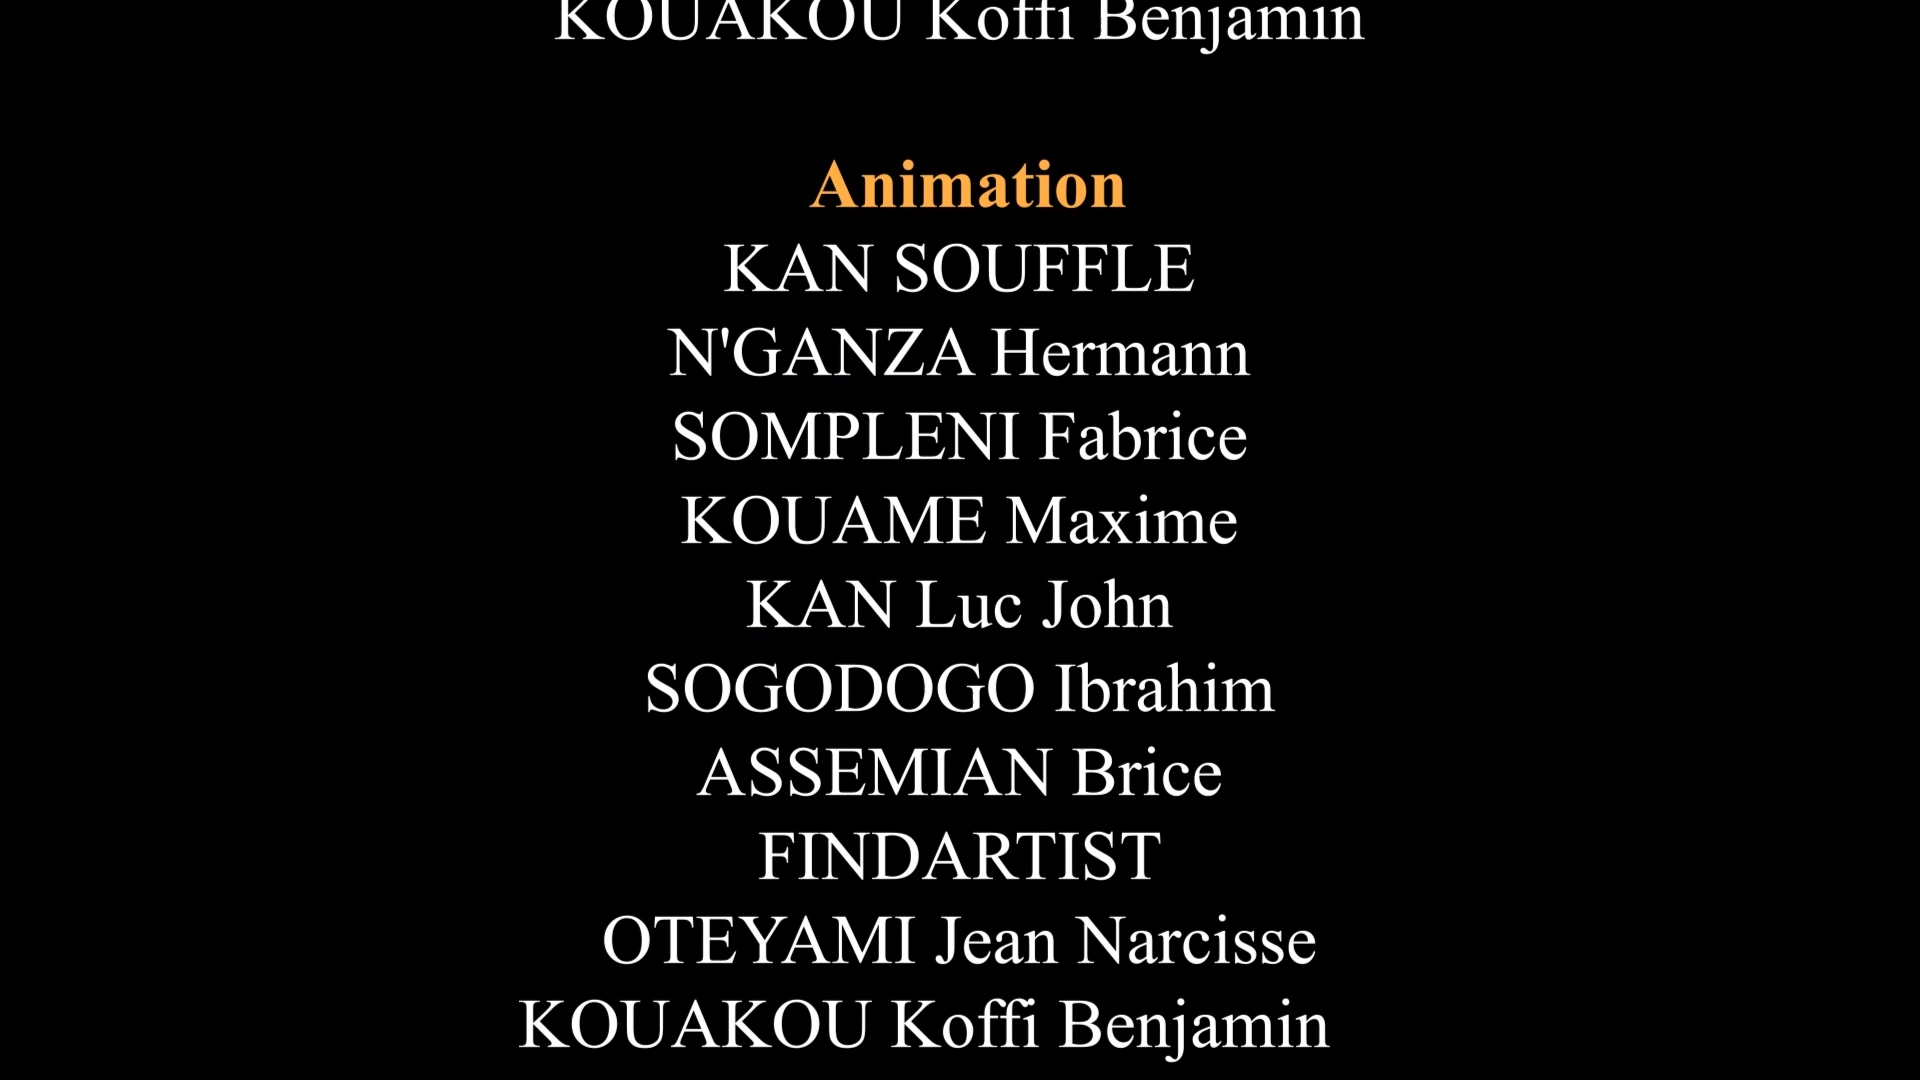 KOUAKOU Koffi Benjamin
Animation
KAN SOUFFLE
N'GANZA Hermann
SOMPLENI Fabrice
KOUAME Maxime
KAN Luc John
SOGODOGO Ibrahim
ASSEMIAN Brice
FINDARTIST
OTEYAMI Jean Narcisse
KOUAKOU Koffi Benjamin